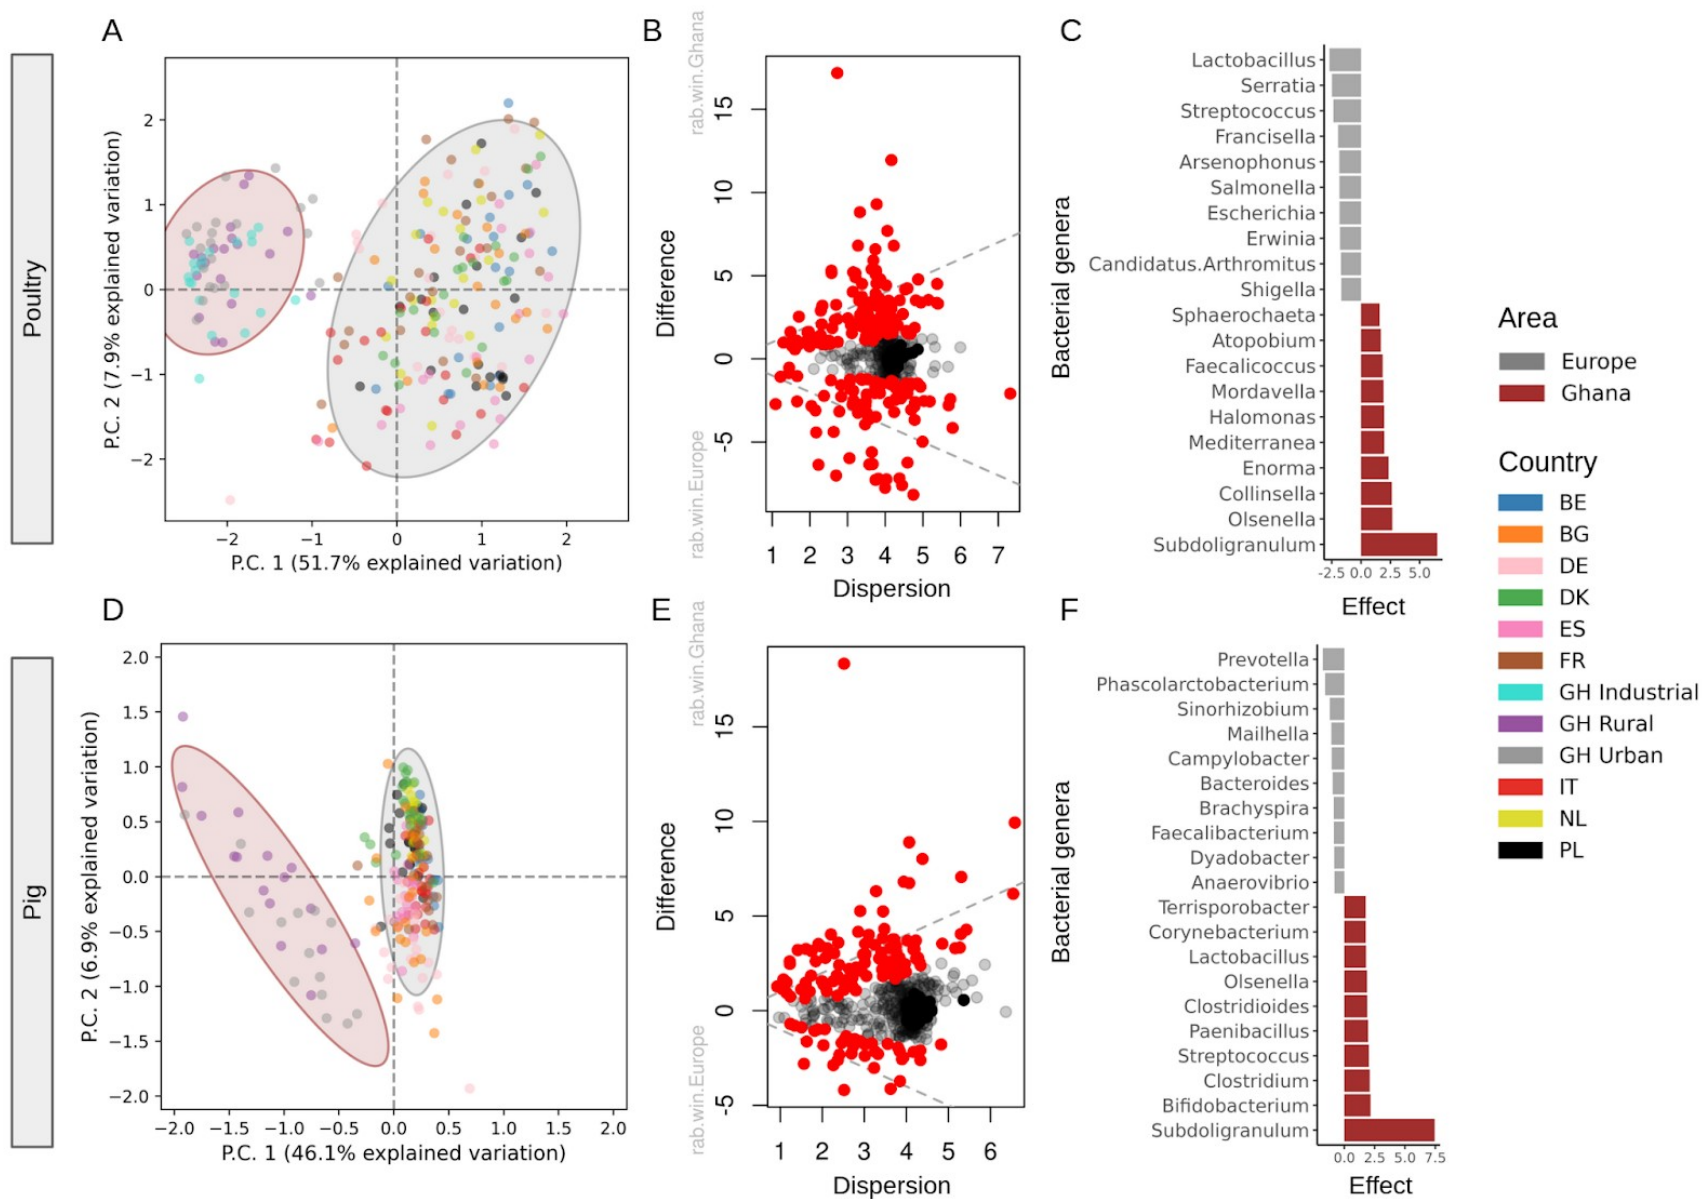 A
B
C
Poultry
P.C. 2 (7.9% explained variation)
2
1
0
−1
−2
−2
−1
0
1
2
P.C. 1 (51.7% explained variation)
rab.win.Ghana
rab.win.Europe
Difference
15
10
5
0
-5
1 2 3 4 5 6 7
Dispersion
Bacterial genera
Lactobacillus
Serratia
Streptococcus
Francisella
Arsenophonus
Salmonella
Escherichia
Erwinia
Candidatus.Arthromitus
Shigella
Sphaerochaeta
Atopobium
Faecalicoccus
Mordavella
Halomonas
Mediterranea
Enorma
Collinsella
Olsenella
Subdoligranulum
-2.5 0.0 2.5 5.0
Effect
Area
Europe
Ghana
Country
BE
BG
DE
DK
ES
FR
GH Industrial
GH Rural
GH Urban
IT
NL
PL
D
E
F
Pig
P.C. 2 (6.9% explained variation)
2.0
1.5
1.0
0.5
0.0
−0.5
−1.0
−1.5
−2.0
−2.0 −1.5 −1.0 −0.5 0.0 0.5 1.0 1.5 2.0
P.C. 1 (46.1% explained variation)
rab.win.Ghana
rab.win.Europe
Difference
15
10
5
0
-5
1 2 3 4 5 6
Dispersion
Bacterial genera
Prevotella
Phascolarctobacterium
Sinorhizobium
Mailhella
Campylobacter
Bacteroides
Brachyspira
Faecalibacterium
Dyadobacter
Anaerovibrio
Terrisporobacter
Corynebacterium
Lactobacillus
Olsenella
Clostridioides
Paenibacillus
Streptococcus
Clostridium
Bifidobacterium
Subdoligranulum
0.0 2.5 5.0 7.5
Effect